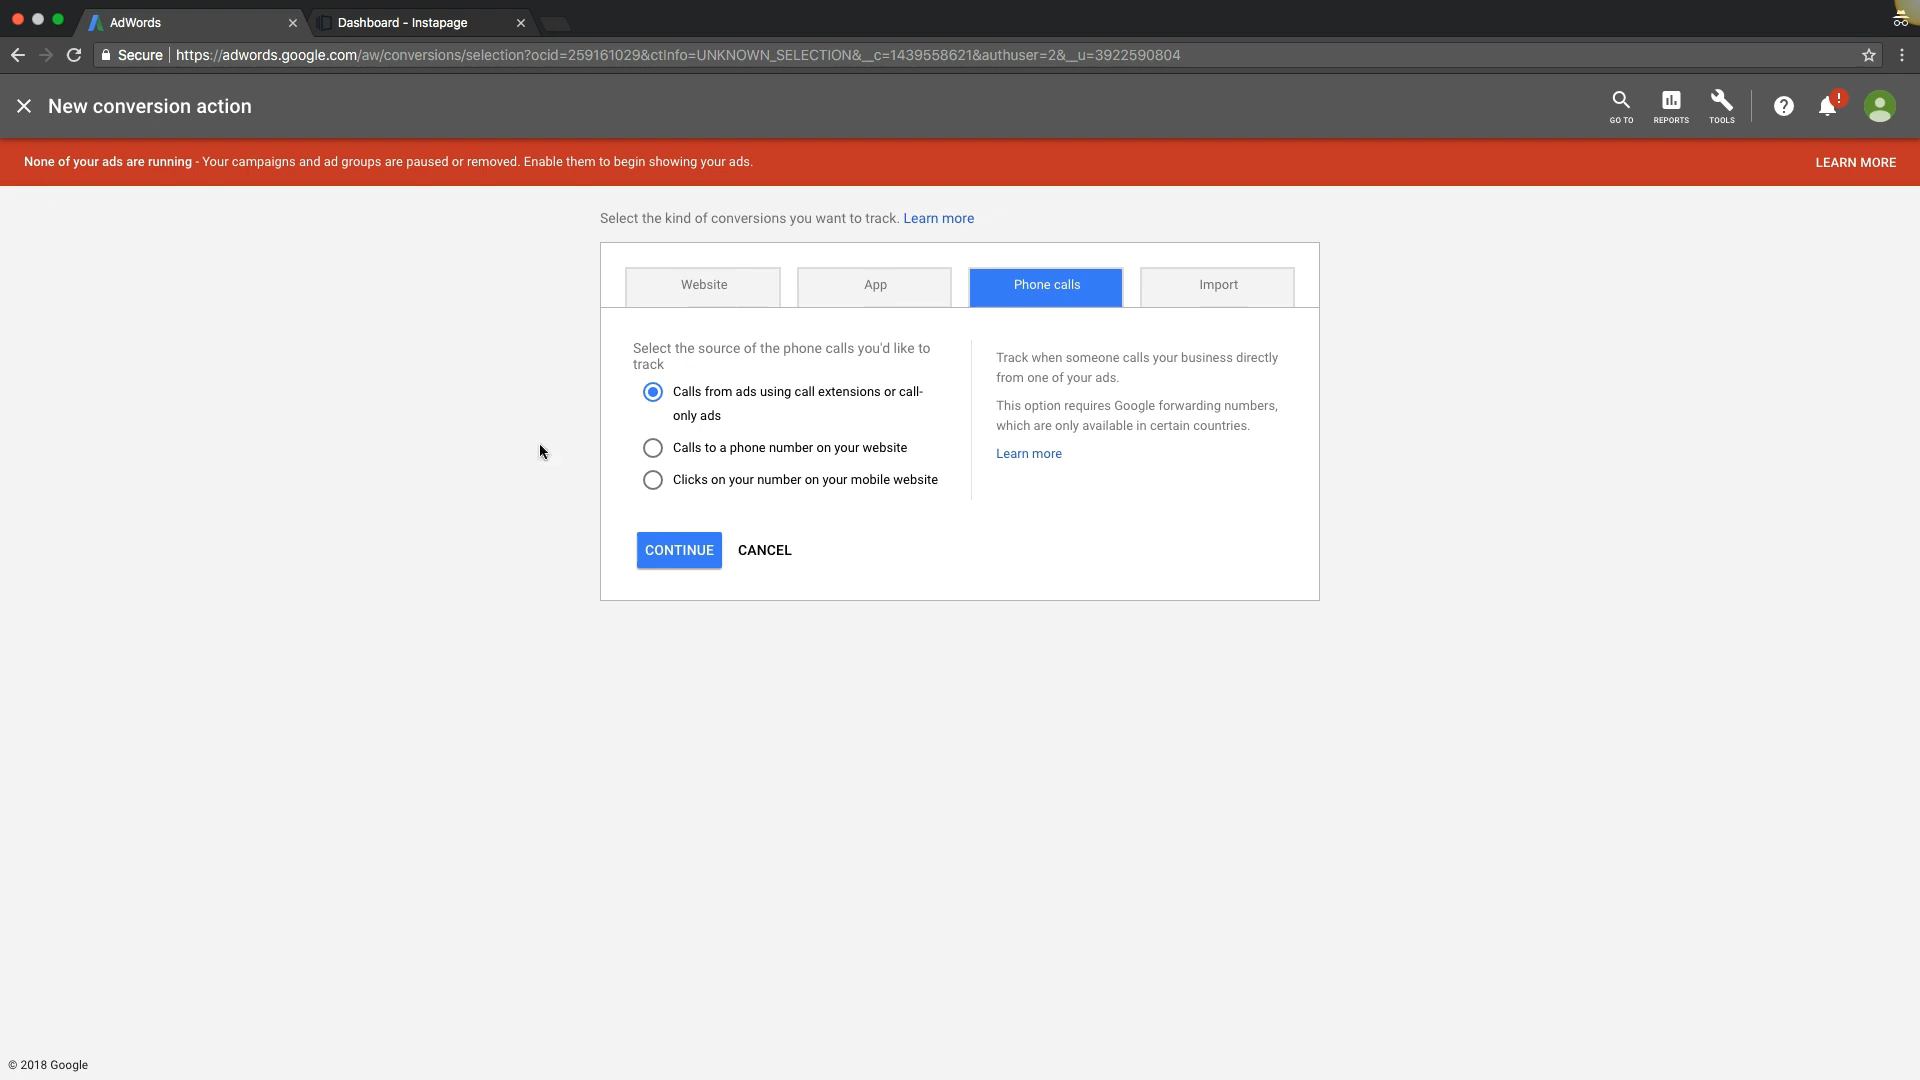 AdWords
Dashboard - Instapage
Secure
https://adwords.google.com/aw/conversions/selection?ocid=259161029&ctInfo=UNKNOWN_SELECTION&__c=1439558621&authuser=2&__u=3922590804
New conversion action
GO TO
REPORTS
TOOLS
?
!
None of your ads are running - Your campaigns and ad groups are paused or removed. Enable them to begin showing your ads.
LEARN MORE
Select the kind of conversions you want to track. Learn more
Website
App
Phone calls
Import
Select the source of the phone calls you'd like to
track
Calls from ads using call extensions or call-
only ads
Calls to a phone number on your website
Clicks on your number on your mobile website
Track when someone calls your business directly
from one of your ads.
This option requires Google forwarding numbers,
which are only available in certain countries.
Learn more
CONTINUE
CANCEL
© 2018 Google